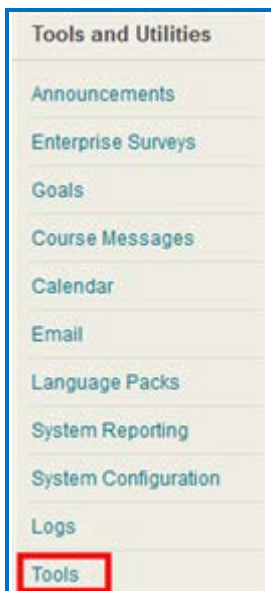 Tools and Utilities
Announcements
Enterprise Surveys
Goals
Course Messages
Calendar
Email
Language Packs
System Reporting
System Configuration
Logs
Tools